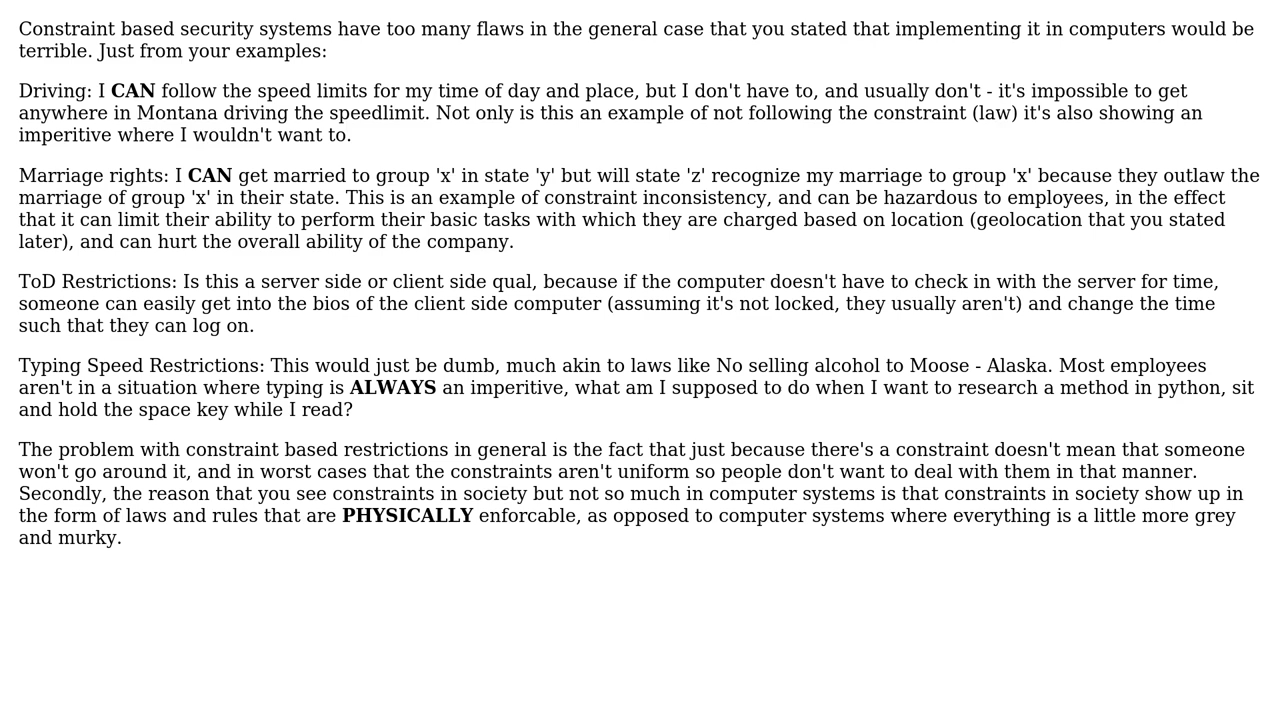 Constraint based security systems have too many flaws in the general case that you stated that implementing it in computers would be
terrible. Just from your examples:
Driving: I CAN follow the speed limits for my time of day and place, but I don't have to, and usually don't - it's impossible to get
anywhere in Montana driving the speedlimit. Not only is this an example of not following the constraint (law) it's also showing an
imperitive where I wouldn't want to.
Marriage rights: I CAN get married to group 'x' in state 'y' but will state 'z' recognize my marriage to group 'x' because they outlaw the
marriage of group 'x' in their state. This is an example of constraint inconsistency, and can be hazardous to employees, in the effect
that it can limit their ability to perform their basic tasks with which they are charged based on location (geolocation that you stated
later), and can hurt the overall ability of the company.
ToD Restrictions: Is this a server side or client side qual, because if the computer doesn't have to check in with the server for time,
someone can easily get into the bios of the client side computer (assuming it's not locked, they usually aren't) and change the time
such that they can log on.
Typing Speed Restrictions: This would just be dumb, much akin to laws like No selling alcohol to Moose - Alaska. Most employees
aren't in a situation where typing is ALWAYS an imperitive, what am I supposed to do when I want to research a method in python, sit
and hold the space key while I read?
The problem with constraint based restrictions in general is the fact that just because there's a constraint doesn't mean that someone
won't go around it, and in worst cases that the constraints aren't uniform so people don't want to deal with them in that manner.
Secondly, the reason that you see constraints in society but not so much in computer systems is that constraints in society show up in
the form of laws and rules that are PHYSICALLY enforcable, as opposed to computer systems where everything is a little more grey
and murky.